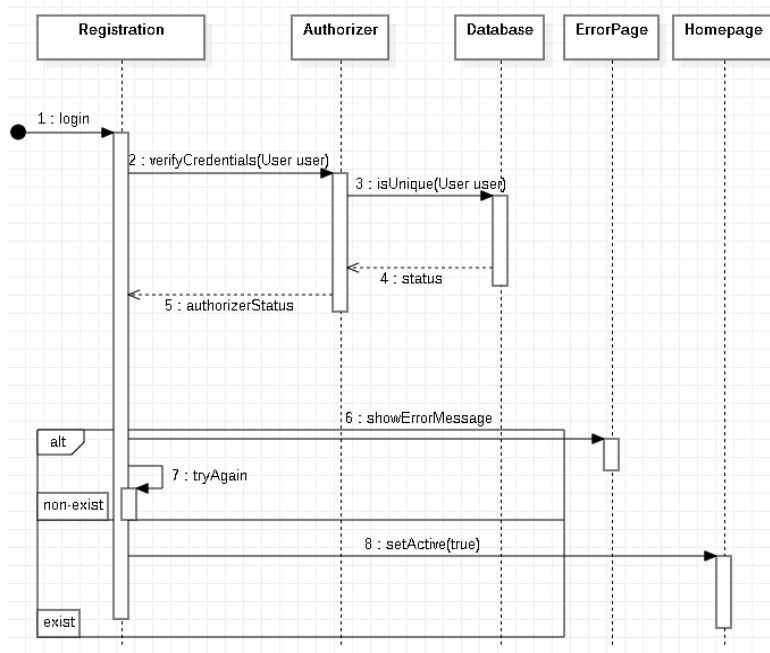 Registration
Authorizer
Database
ErrorPage
Homepage
1 : login
2 : verifyCredentials(User user)
3 : isUnique(User user)
4 : status
5 : authorizerStatus
6 : showErrorMessage
alt
7 : tryAgain
non-exist
8 : setActive(true)
exist